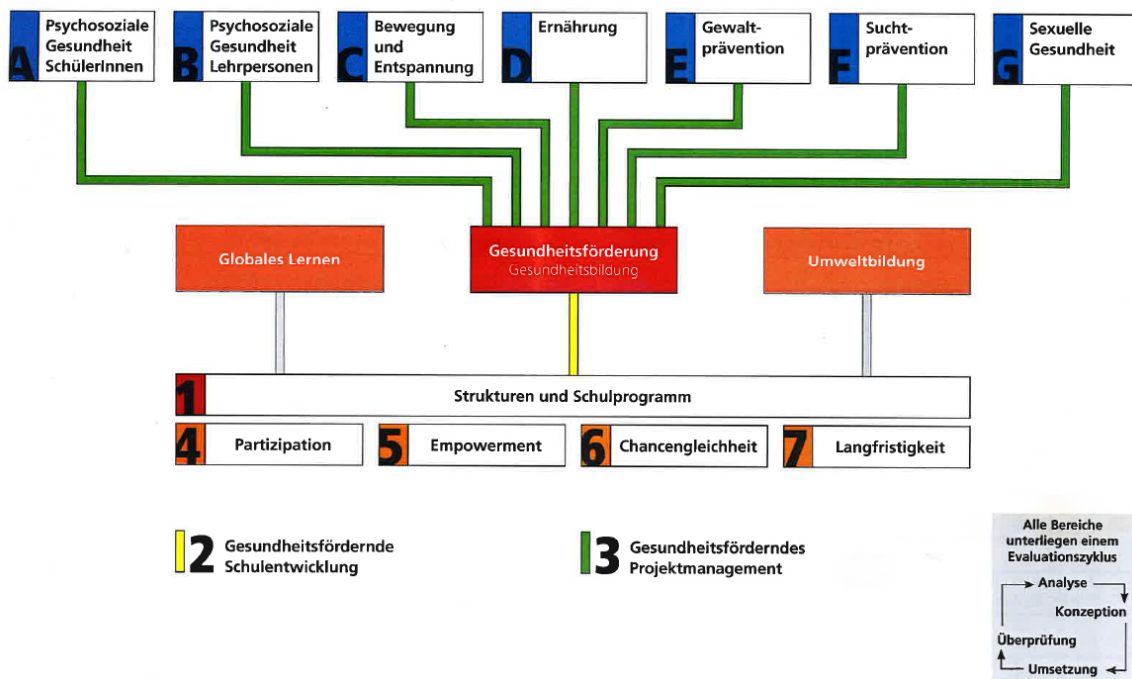 A
Psychosoziale
Gesundheit
SchülerInnen
B
Psychosoziale
Gesundheit
Lehrpersonen
C
Bewegung
und
Entspannung
D
Ernährung
E
Gewalt-
prävention
F
Sucht-
prävention
G
Sexuelle
Gesundheit
Globales Lernen
Gesundheitsförderung
Gesundheitsbildung
Umweltbildung
1
Strukturen und Schulprogramm
4 Partizipation
5 Empowerment
6 Chancengleichheit
7 Langfristigkeit
2 Gesundheitsfördernde
Schulentwicklung
3 Gesundheitsförderndes
Projektmanagement
Alle Bereiche
unterliegen einem
Evaluationszyklus
Analyse
Konzeption
Überprüfung
Umsetzung